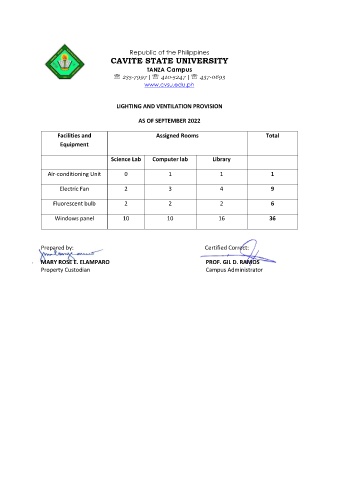 Republic of the Philippines
CAVITE STATE UNIVERSITY
TANZA Campus
☏ 235-7997 | ☏ 420-5247 | ☏ 437-0693
www.cvsu.edu.ph
LIGHTING AND VENTILATION PROVISION
AS OF SEPTEMBER 2022
Facilities and Equipment Assigned Rooms Total
Science Lab Computer lab Library
Air-conditioning Unit 0 1 1 1
Electric Fan 2 3 4 9
Fluorescent bulb 2 2 2 6
Windows panel 10 10 16 36
Prepared by: Certified Correct:
MARY ROSE E. ELAMPARO PROF. GIL D. RAMOS
Property Custodian Campus Administrator